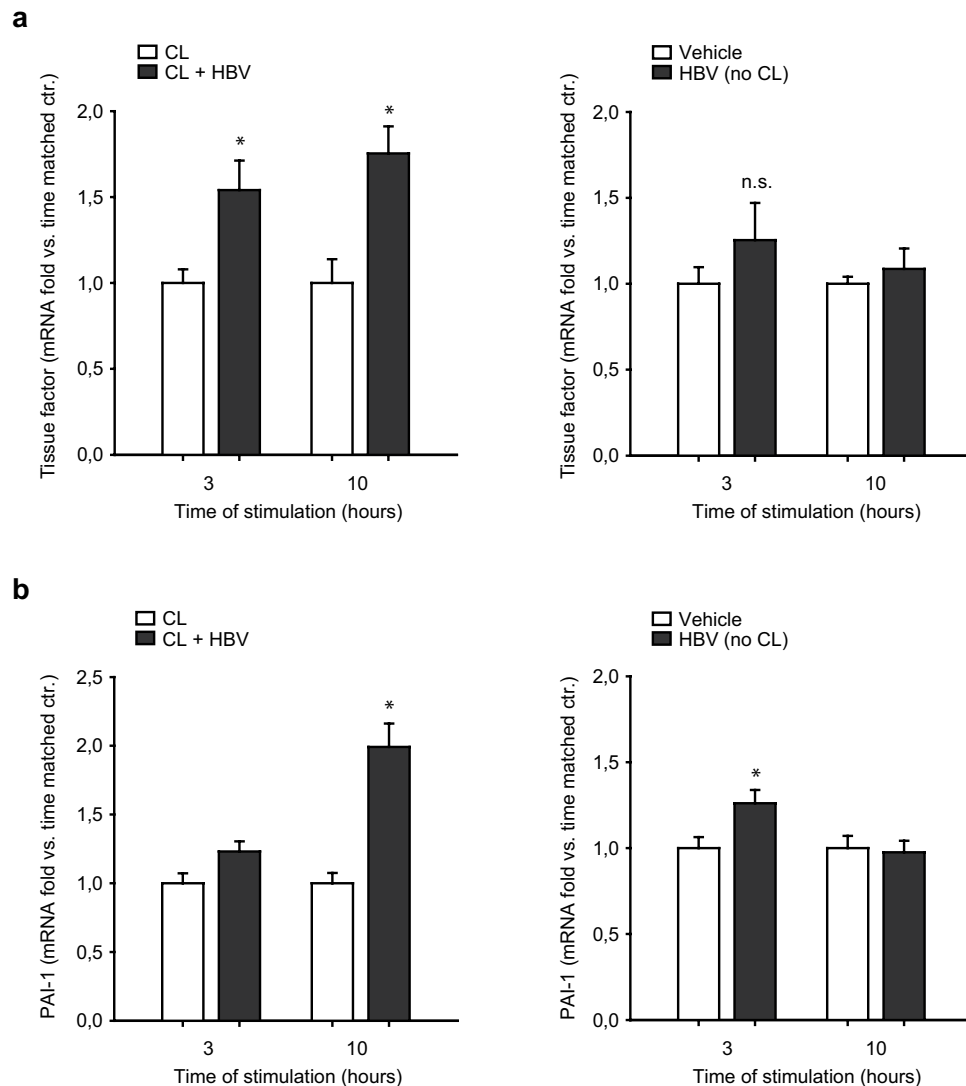 a
CL
CL + HBV
Tissue factor (mRNA fold vs. time matched ctr.)
2,0
1,5
1,0
0,5
0,0
*
*
3
10
Time of stimulation (hours)
Vehicle
HBV (no CL)
Tissue factor (mRNA fold vs. time matched ctr.)
2,0
1,5
1,0
0,5
0,0
n.s.
3
10
Time of stimulation (hours)
b
CL
CL + HBV
PAI-1 (mRNA fold vs. time matched ctr.)
2,5
2,0
1,5
1,0
0,5
0,0
*
3
10
Time of stimulation (hours)
Vehicle
HBV (no CL)
PAI-1 (mRNA fold vs. time matched ctr.)
2,0
1,5
1,0
0,5
0,0
*
3
10
Time of stimulation (hours)